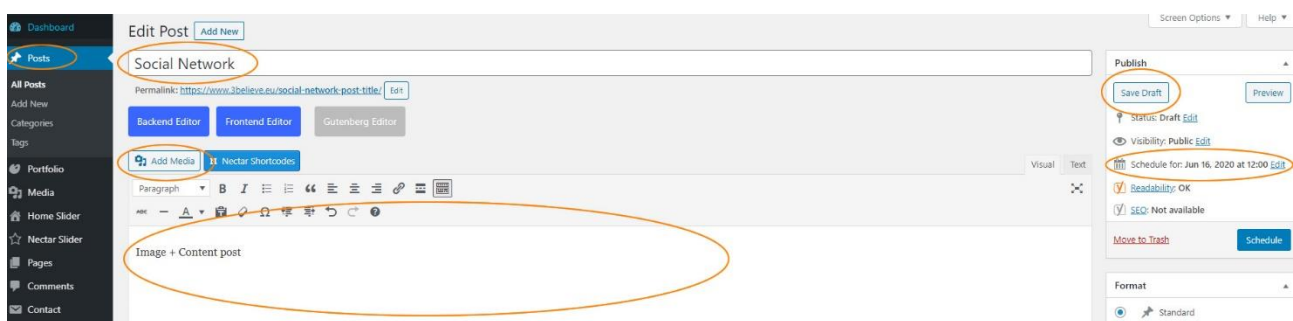 Dashboard
Posts
All Posts
Add New
Categories
Tags
Portfolio
Media
Home Slider
Nectar Slider
Pages
Comments
Contact
Edit Post Add New
Screen Options ▼ Help ▼
Social Network
Permalink: https://www.3believe.eu/social-network-post-title/ Edit
Backend Editor Frontend Editor Gutenberg Editor
Add Media Nectar Shortcodes
Visual Text
Paragraph
Image + Content post
Publish
Save Draft Preview
Status: Draft Edit
Visibility: Public Edit
Schedule for: Jun 16, 2020 at 12:00 Edit
Readability: OK
SEO: Not available
Move to Trash Schedule
Format
Standard